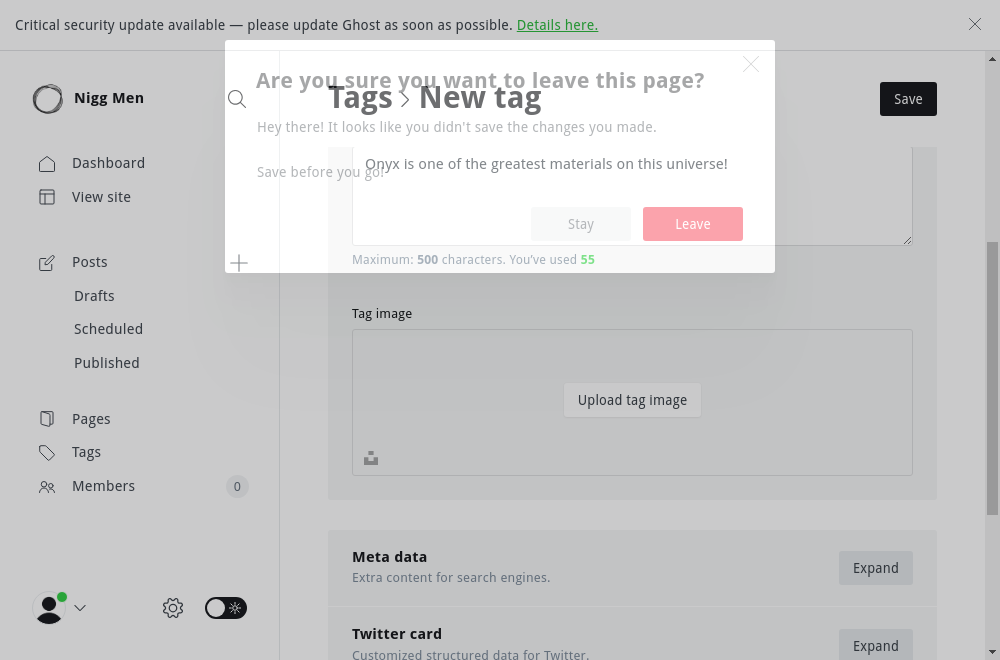 Critical security update available — please update Ghost as soon as possible. Details here.
Nigg Men
Dashboard
View site
Posts
Drafts
Scheduled
Published
Pages
Tags
Members
0
Are you sure you want to leave this page?
Tags > New tag
Save
Hey there! It looks like you didn't save the changes you made.
Onyx is one of the greatest materials on this universe!
Save before you go!
Stay
Leave
Maximum: 500 characters. You've used 55
Tag image
Upload tag image
Meta data
Extra content for search engines.
Expand
Twitter card
Customized structured data for Twitter.
Expand